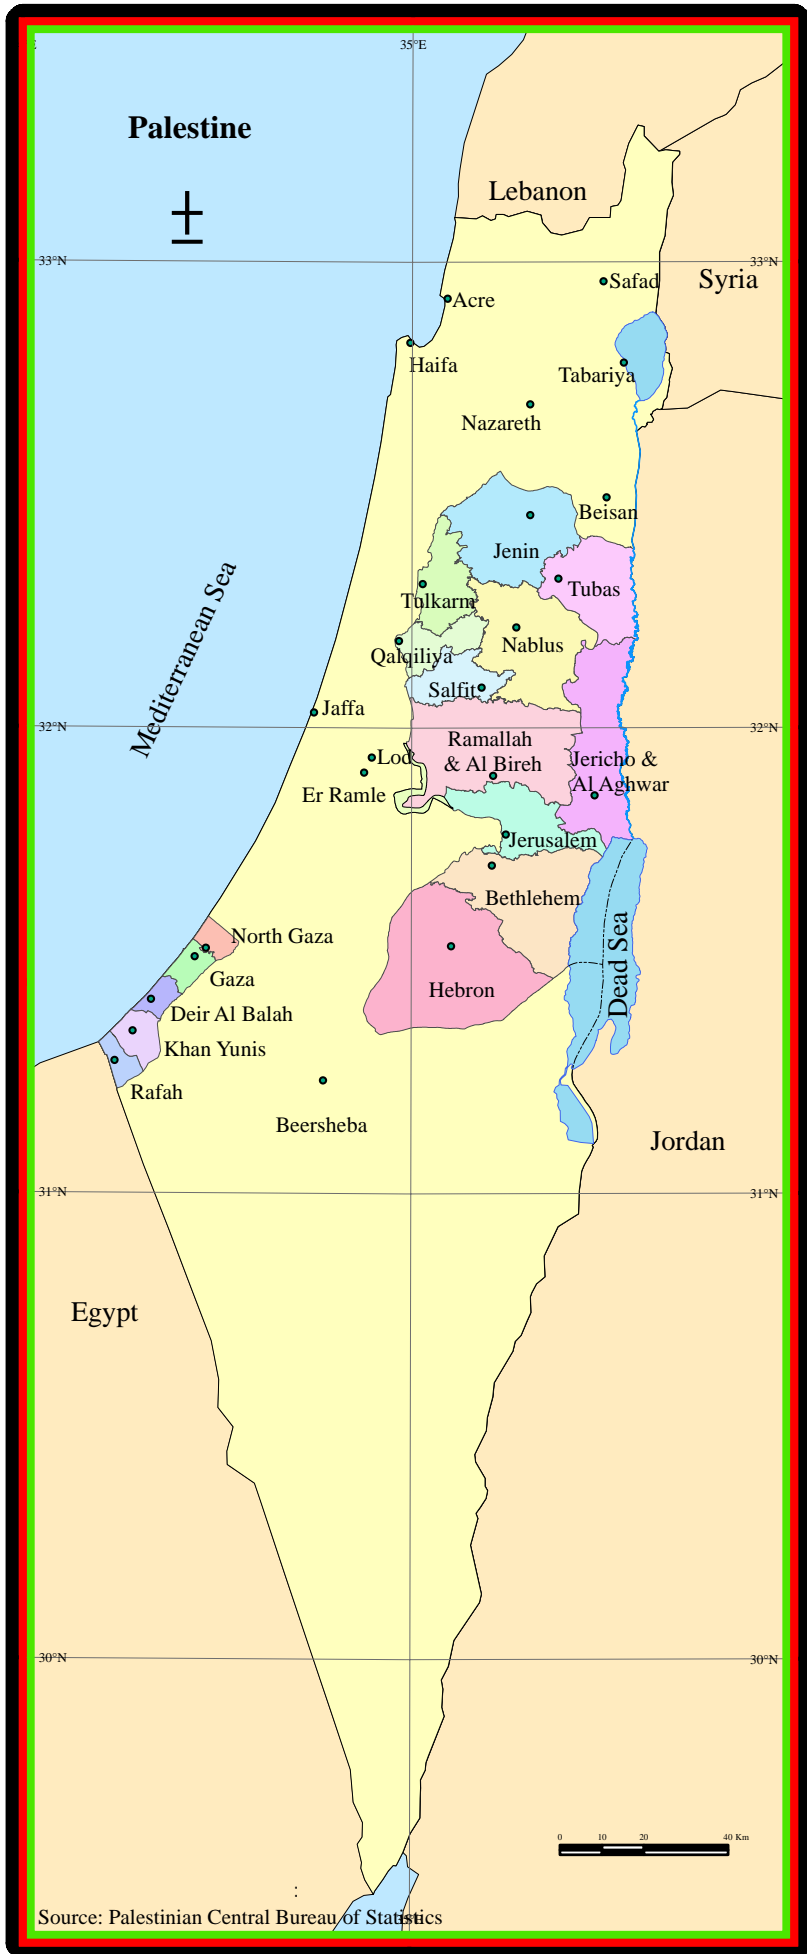 35°E
Palestine
Lebanon
33°N
33°N
Syria
Safad
Acre
Haifa
Tabariya
Nazareth
Beisan
Jenin
Tubas
Tulkarm
Nablus
Qalqiliya
Salfit
Mediterranean Sea
Jaffa
32°N
32°N
Ramallah
& Al Bireh
Lod
Jericho &
Al Aghwar
Er Ramle
Jerusalem
Bethlehem
North Gaza
Dead Sea
Gaza
Hebron
Deir Al Balah
Khan Yunis
Rafah
Beersheba
Jordan
31°N
31°N
Egypt
30°N
30°N
0 10 20 40 Km
:
Source: Palestinian Central Bureau of Statistics